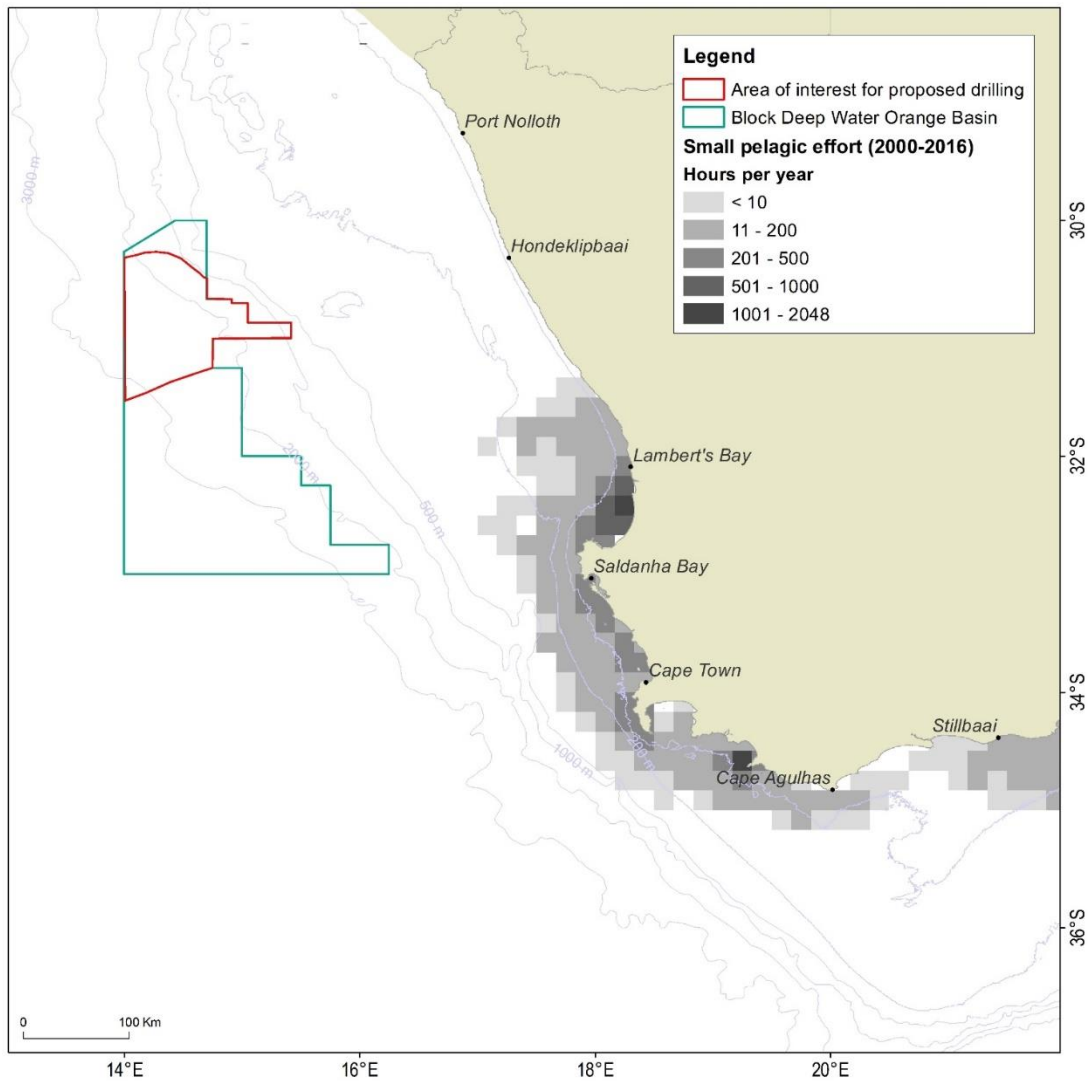 Legend
Area of interest for proposed drilling
Block Deep Water Orange Basin
Small pelagic effort (2000-2016)
Hours per year
< 10
11 - 200
201 - 500
501 - 1000
1001 - 2048
Port Nolloth
3000-m
30°S
Hondeklipbaai
Lambert's Bay
32°S
2000-m
500-m
Saldanha Bay
Cape Town
34°S
Stillbaai
200-m
1000-m
Cape Agulhas
36°S
0
100 Km
14°E
16°E
18°E
20°E